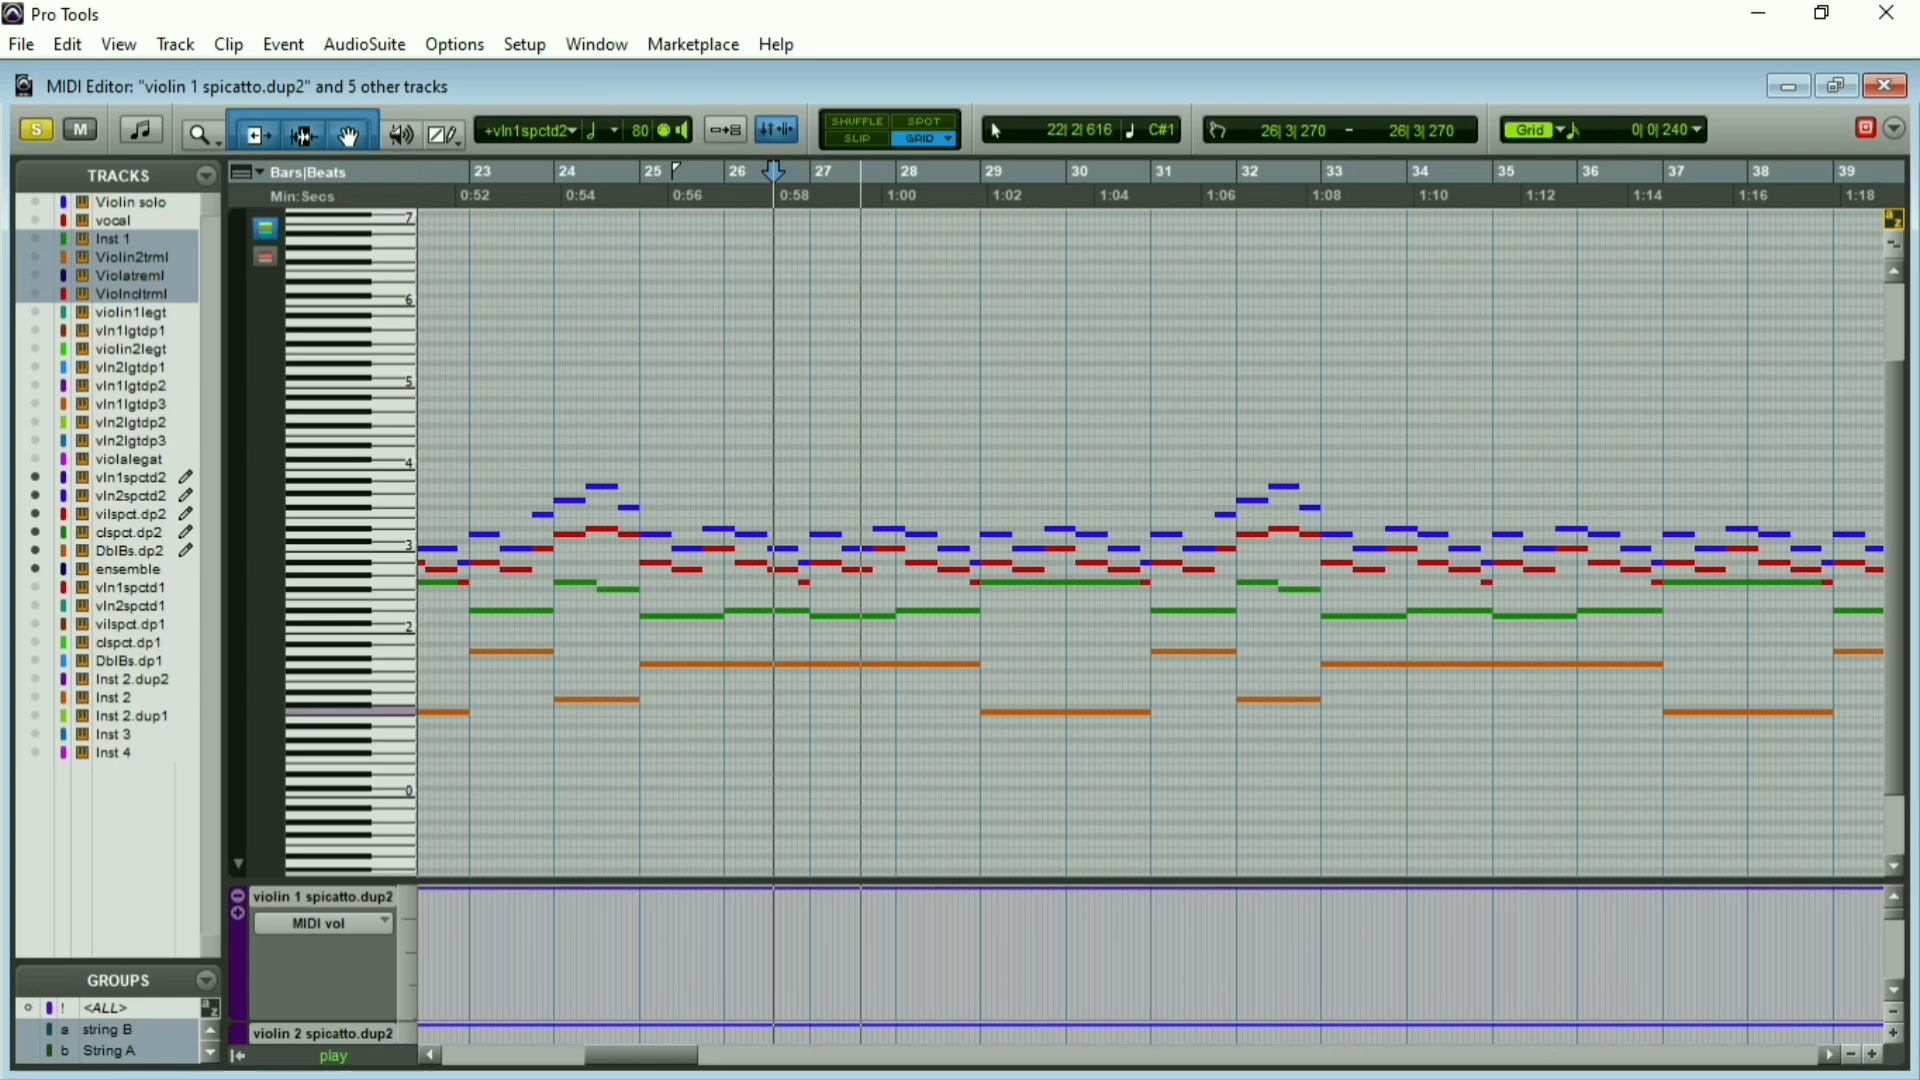 Pro Tools
File Edit View Track Clip Event AudioSuite Options Setup Window Marketplace Help
MIDI Editor: "violin 1 spicatto.dup2" and 5 other tracks
S M +vln1spctd2 80 SHUFFLE SPOT SLIP GRID 22| 2| 616 C#1 26| 3| 270 - 26| 3| 270 Grid 0| 0| 240
TRACKS
Bars|Beats 23 24 25 26 27 28 29 30 31 32 33 34 35 36 37 38 39
Min:Secs 0:52 0:54 0:56 0:58 1:00 1:02 1:04 1:06 1:08 1:10 1:12 1:14 1:16 1:18
Violin solo
vocal
Inst 1
Violin2trml
Violatreml
Violncltrml
violin1legt
vln1lgtdp1
violin2legt
vln2lgtdp1
vln1lgtdp2
vln1lgtdp3
vln2lgtdp2
vln2lgtdp3
violalegat
vln1spctd2
vln2spctd2
vilspct.dp2
clspct.dp2
DblBs.dp2
ensemble
vln1spctd1
vln2spctd1
vilspct.dp1
clspct.dp1
DblBs.dp1
Inst 2.dup2
Inst 2
Inst 2.dup1
Inst 3
Inst 4
7
6
5
4
3
2
0
a z
violin 1 spicatto.dup2
MIDI vol
GROUPS
! <ALL>
a z
a string B
b String A
violin 2 spicatto.dup2
play